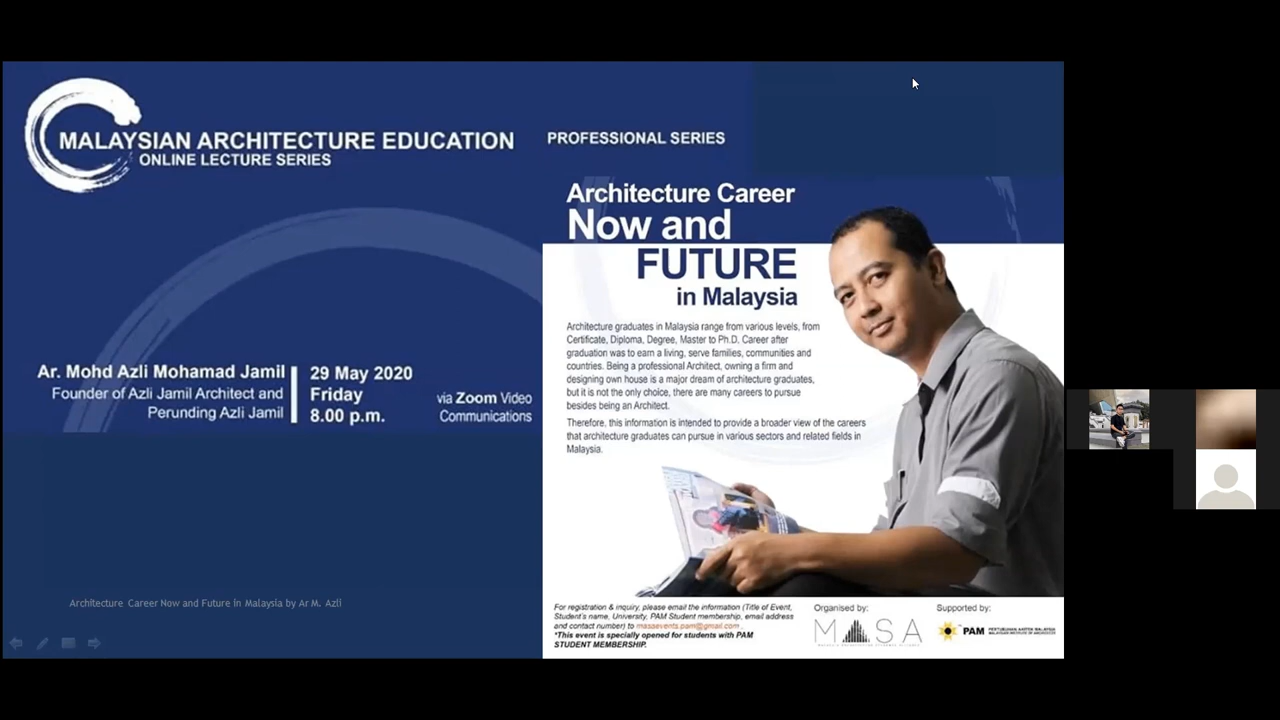 MALAYSIAN ARCHITECTURE EDUCATION
ONLINE LECTURE SERIES
PROFESSIONAL SERIES
Architecture Career
Now and
FUTURE
in Malaysia
Architecture graduates in Malaysia range from various levels, from
Certificate, Diploma, Degree, Master to Ph.D. Career after
graduation was to earn a living, serve families, communities and
countries. Being a professional Architect, owning a firm and
designing own house is a major dream of architecture graduates,
but it is not the only choice, there are many careers to pursue
besides being an Architect.
Therefore, this information is intended to provide a broader view of the careers
that architecture graduates can pursue in various sectors and related fields in
Malaysia.
Ar. Mohd Azli Mohamad Jamil
Founder of Azli Jamil Architect and
Perunding Azli Jamil
29 May 2020
Friday
8.00 p.m.
via Zoom Video
Communications
Architecture Career Now and Future in Malaysia by Ar M. Azli
For registration & inquiry, please email the information (Title of Event,
Student's name, University, PAM Student membership, email address
and contact number) to masaevents.pam@gmail.com .
*This event is specially opened for students with PAM
STUDENT MEMBERSHIP.
Organised by:
MASA
Supported by:
PAM
PERTUBUHAN AKITEK MALAYSIA
MALAYSIAN INSTITUTE OF ARCHITECTS